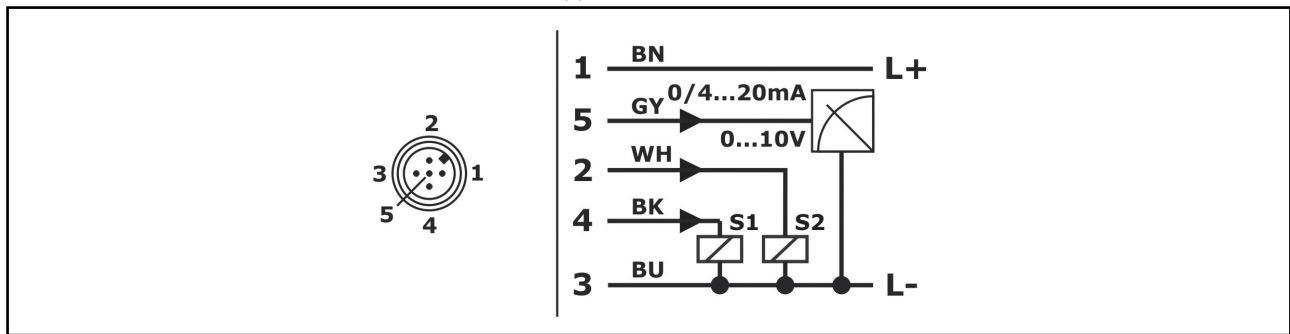 2
3 1
5
4
1 BN L+
5 GY 0/4...20mA
0...10V
2 WH
4 BK S1 S2
3 BU L-